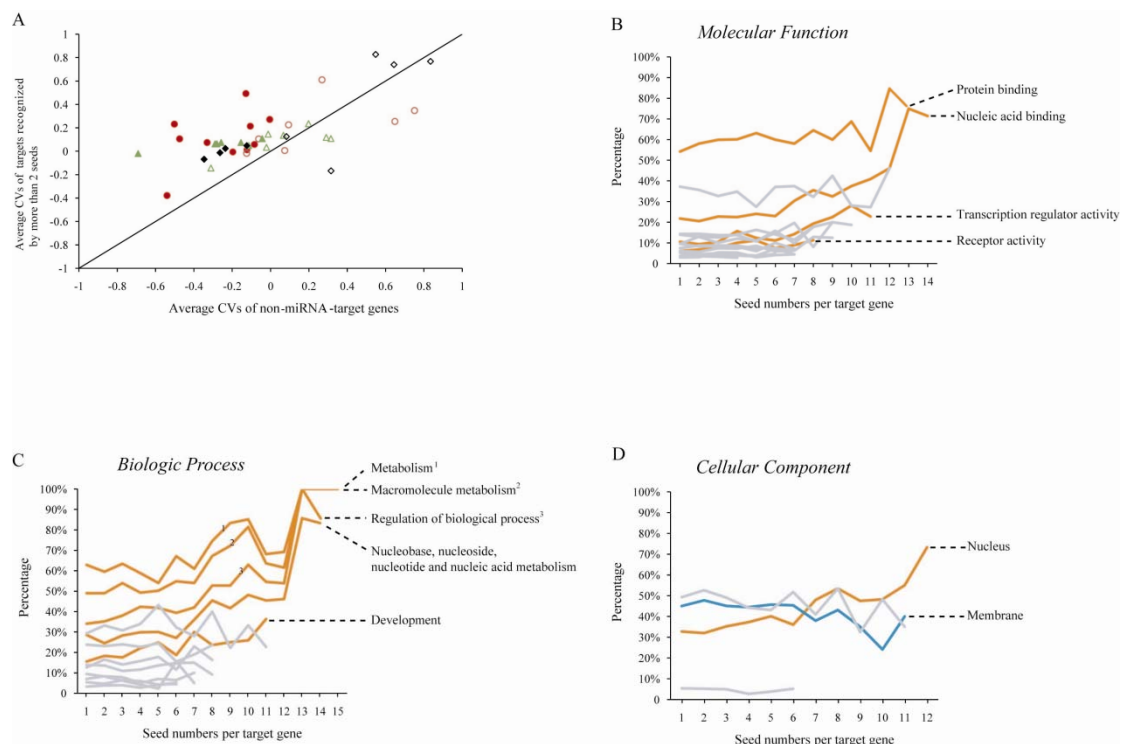 A
Average CVs of targets recognized
by more than 2 seeds
1
0.8
0.6
0.4
0.2
0
-0.2
-0.4
-0.6
-0.8
-1
-1 -0.8 -0.6 -0.4 -0.2 0 0.2 0.4 0.6 0.8 1
Average CVs of non-miRNA-target genes
B
Molecular Function
Percentage
100%
90%
80%
70%
60%
50%
40%
30%
20%
10%
0
1 2 3 4 5 6 7 8 9 10 11 12 13 14
Seed numbers per target gene
Protein binding
Nucleic acid binding
Transcription regulator activity
Receptor activity
C
Biologic Process
Percentage
100%
90%
80%
70%
60%
50%
40%
30%
20%
10%
0
1
2
3
1 2 3 4 5 6 7 8 9 10 11 12 13 14 15
Seed numbers per target gene
Metabolism1
Macromolecule metabolism2
Regulation of biological process3
Nucleobase, nucleoside,
nucleotide and nucleic acid metabolism
Development
D
Cellular Component
Percentage
100%
90%
80%
70%
60%
50%
40%
30%
20%
10%
0
1 2 3 4 5 6 7 8 9 10 11 12
Seed numbers per target gene
Nucleus
Membrane